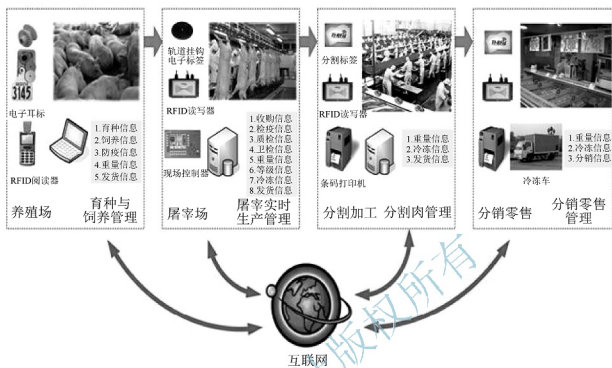 3145
电子耳标
RFID阅读器
1.育种信息
2.饲养信息
3.防疫信息
4.重量信息
5.发货信息
养殖场
育种与
饲养管理
轨道挂钩
电子标签
RFID读写器
现场控制器
1.收购信息
2.检疫信息
3.质检信息
4.卫检信息
5.重量信息
6.等级信息
7.冷冻信息
8.发货信息
屠宰场
屠宰实时
生产管理
分割标签
RFID读写器
条码打印机
1.重量信息
2.冷冻信息
3.发货信息
分割加工
分割肉管理
冷冻车
1.重量信息
2.冷冻信息
3.分销信息
分销零售
分销零售
管理
互联网
版权所有